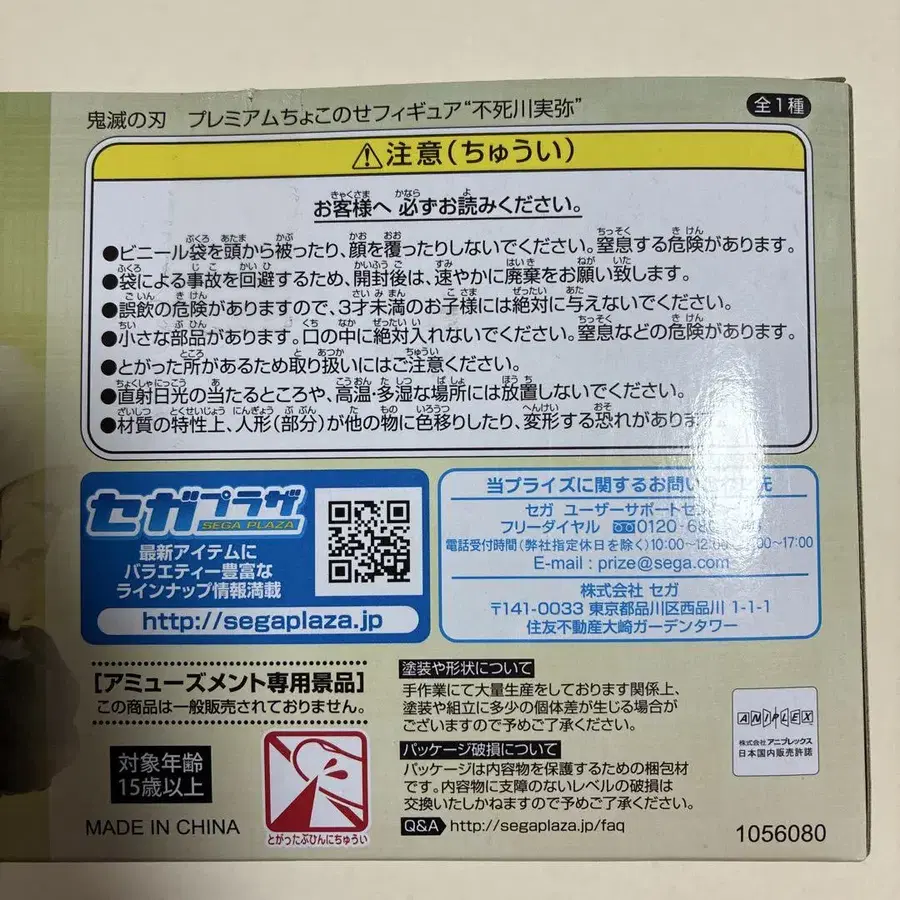 鬼滅の刃 プレミアムちょこのせフィギュア“不死川実弥”
全1種
注意(ちゅうい)
お客様へ 必ずお読みください。
●ビニール袋を頭から被ったり、顔を覆ったりしないでください。窒息する危険があります。
●袋による事故を回避するため、開封後は、速やかに廃棄をお願い致します。
●誤飲の危険がありますので、3才未満のお子様には絶対に与えないでください。
●小さな部品があります。口の中に絶対入れないでください。窒息などの危険があります。
●とがった所があるため取り扱いにはご注意ください。
●直射日光の当たるところや、高温・多湿な場所には放置しないでください。
●材質の特性上、人形(部分)が他の物に色移りしたり、変形する恐れがありま
セガプラザ
SEGA PLAZA
最新アイテムに
バラエティー豊富な
ラインナップ情報満載
http://segaplaza.jp
当プライズに関するお問い
先
セガ ユーザーサポート
フリーダイヤル 0120-68
電話受付時間(弊社指定休日を除く)10:00~12:00
00~17:00
E-mail : prize@sega.com
株式会社 セガ
〒141-0033 東京都品川区西品川 1-1-1
住友不動産大崎ガーデンタワー
[アミューズメント専用景品]
この商品は一般販売されておりません。
対象年齢
15歳以上
とがったぶひんにちゅうい
MADE IN CHINA
塗装や形状について
手作業にて大量生産をしております関係上、
塗装や組立に多少の個体差が生じる場合が
ございますので予めご了承ください。
パッケージ破損について
パッケージは内容物を保護するための梱包材
です。内容物に支障のないレベルの破損は
交換いたしかねますので予めご了承ください。
Q&A http://segaplaza.jp/faq
ANIPLEX
株式会社アニプレックス
日本国内販売許諾
1056080